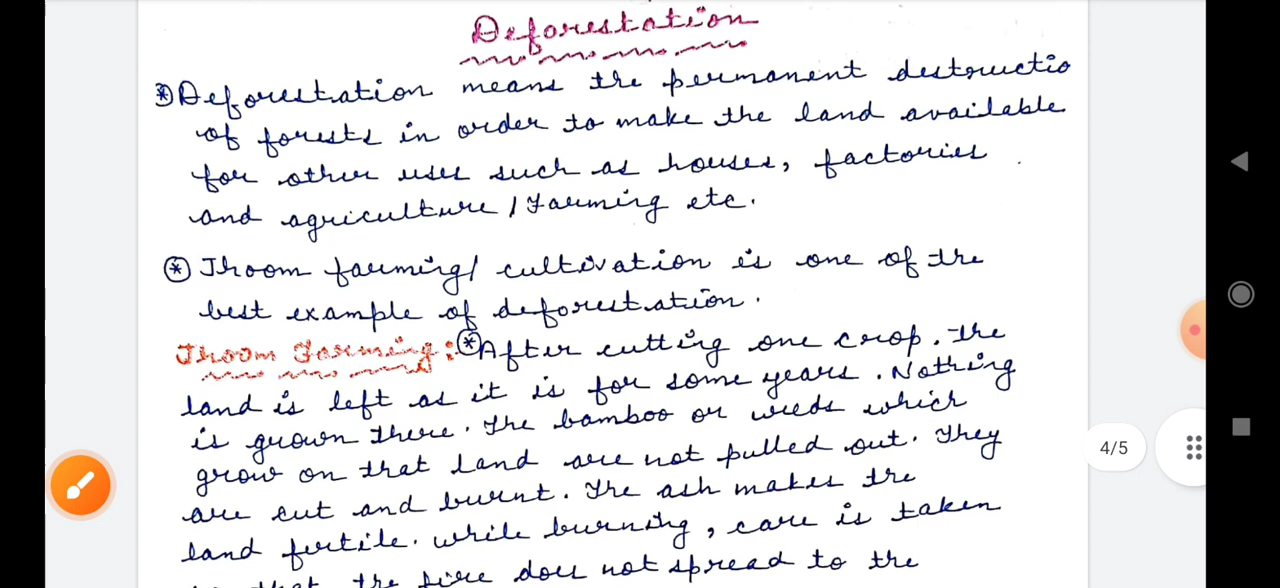 Deforestation
* Deforestation means the permanent destructio
of forests in order to make the land available
for other uses such as houses, factories
and agriculture / Farming etc.
* Jhoom farming/ cultivation is one of the
best example of deforestation.
Jhoom Farming: * After cutting one crop. The
land is left as it is for some years. Nothing
is grown there. The bamboo or weeds which
grow on that land are not pulled out. They
are cut and burnt. The ash makes the
land fertile. while burning, care is taken
that the fire does not spread to the
4/5